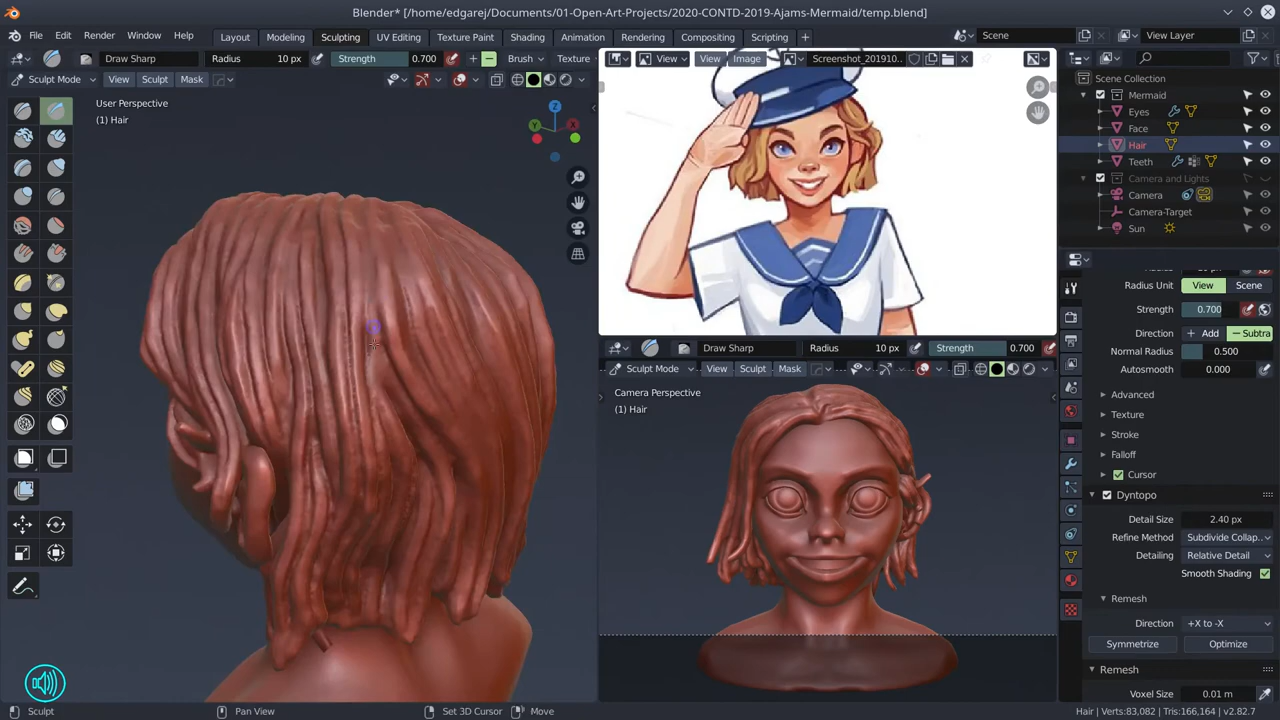 Blender* [/home/edgarej/Documents/01-Open-Art-Projects/2020-CONTD-2019-Ajams-Mermaid/temp.blend]
File Edit Render Window Help Layout Modeling Sculpting UV Editing Texture Paint Shading Animation Rendering Compositing Scripting + Scene View Layer
Draw Sharp Radius 10 px Strength 0.700 Brush Texture
Sculpt Mode View Sculpt Mask
User Perspective
(1) Hair
View View Image Screenshot_201910..
Scene Collection
Mermaid
Eyes
Face
Hair
Teeth
Camera and Lights
Camera
Camera-Target
Sun
Draw Sharp Radius 10 px Strength 0.700
Sculpt Mode View Sculpt Mask
Camera Perspective
(1) Hair
Radius Unit View Scene
Strength 0.700
Direction Add Subtra
Normal Radius 0.500
Autosmooth 0.000
Advanced
Texture
Stroke
Falloff
Cursor
Dyntopo
Detail Size 2.40 px
Refine Method Subdivide Collap..
Detailing Relative Detail
Smooth Shading
Remesh
Direction +X to -X
Symmetrize Optimize
Remesh
Voxel Size 0.01 m
Sculpt Pan View Set 3D Cursor Move Hair | Verts:83,082 | Tris:166,164 | v2.82.7